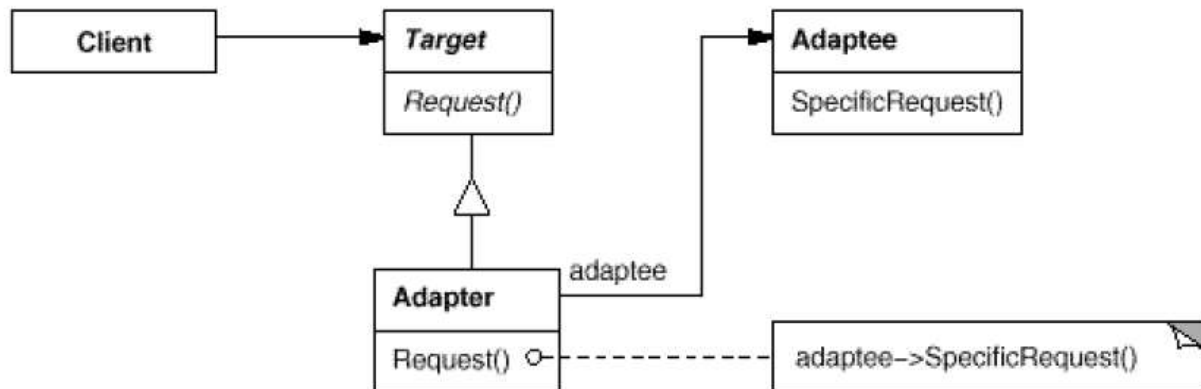 Client
Target
Request()
Adaptee
SpecificRequest()
adaptee
Adapter
Request()
adaptee->SpecificRequest()